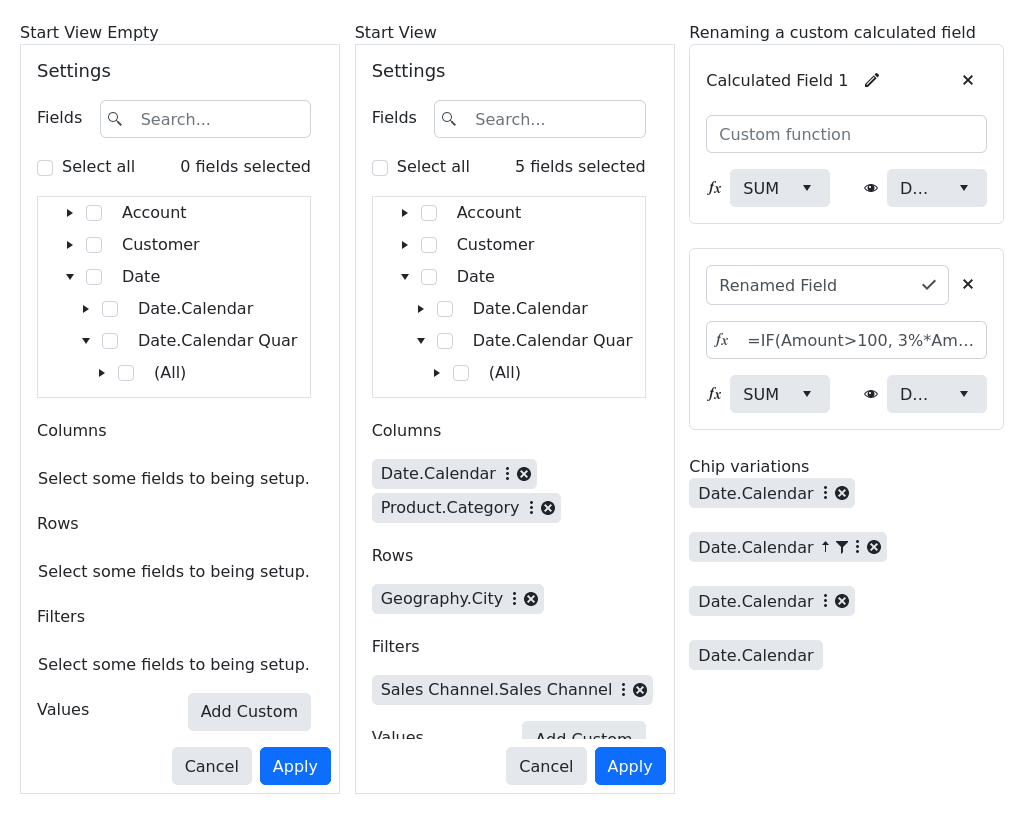 Start View Empty
Settings
Fields
Search...
Select all
0 fields selected
Account
Customer
Date
Date.Calendar
Date.Calendar Quar
(All)
Columns
Select some fields to being setup.
Rows
Select some fields to being setup.
Filters
Select some fields to being setup.
Values
Add Custom
Cancel
Apply
Start View
Settings
Fields
Search...
Select all
5 fields selected
Account
Customer
Date
Date.Calendar
Date.Calendar Quar
(All)
Columns
Date.Calendar
Product.Category
Rows
Geography.City
Filters
Sales Channel.Sales Channel
Values
Add Custom
Cancel
Apply
Renaming a custom calculated field
Calculated Field 1
Custom function
fx SUM
D...
Renamed Field
fx =IF(Amount>100, 3%*Am...
fx SUM
D...
Chip variations
Date.Calendar
Date.Calendar
Date.Calendar
Date.Calendar